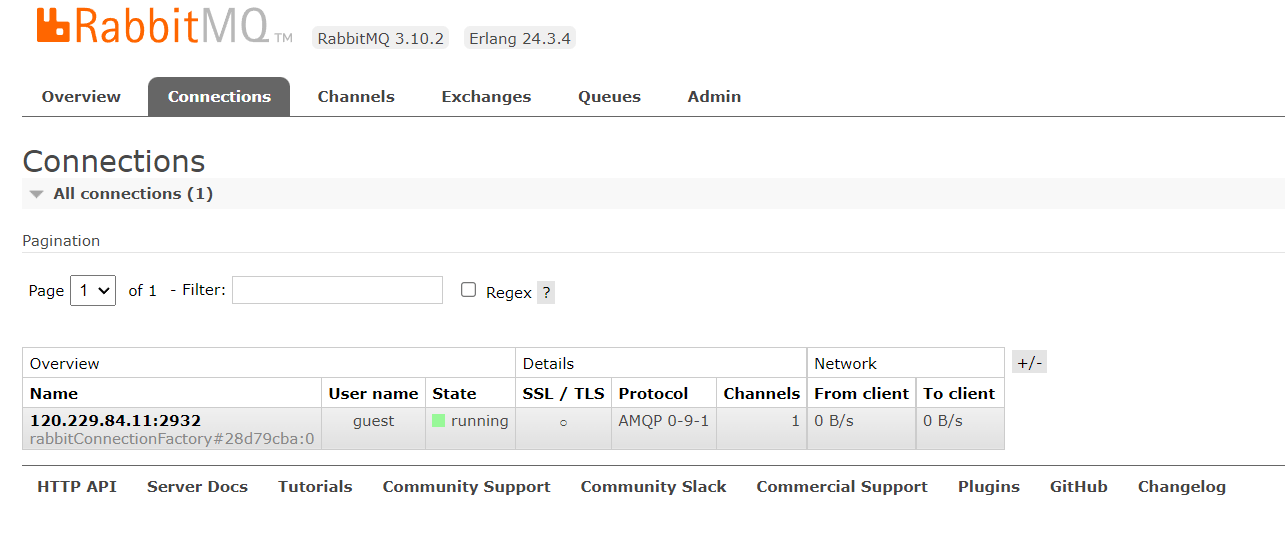 RabbitMQ TM RabbitMQ 3.10.2 Erlang 24.3.4
Overview Connections Channels Exchanges Queues Admin
Connections
All connections (1)
Pagination
Page 1 of 1 - Filter: Regex ?
Overview Details Network +/-
Name User name State SSL / TLS Protocol Channels From client To client
120.229.84.11:2932 guest running ○ AMQP 0-9-1 1 0 B/s 0 B/s
rabbitConnectionFactory#28d79cba:0
HTTP API Server Docs Tutorials Community Support Community Slack Commercial Support Plugins GitHub Changelog